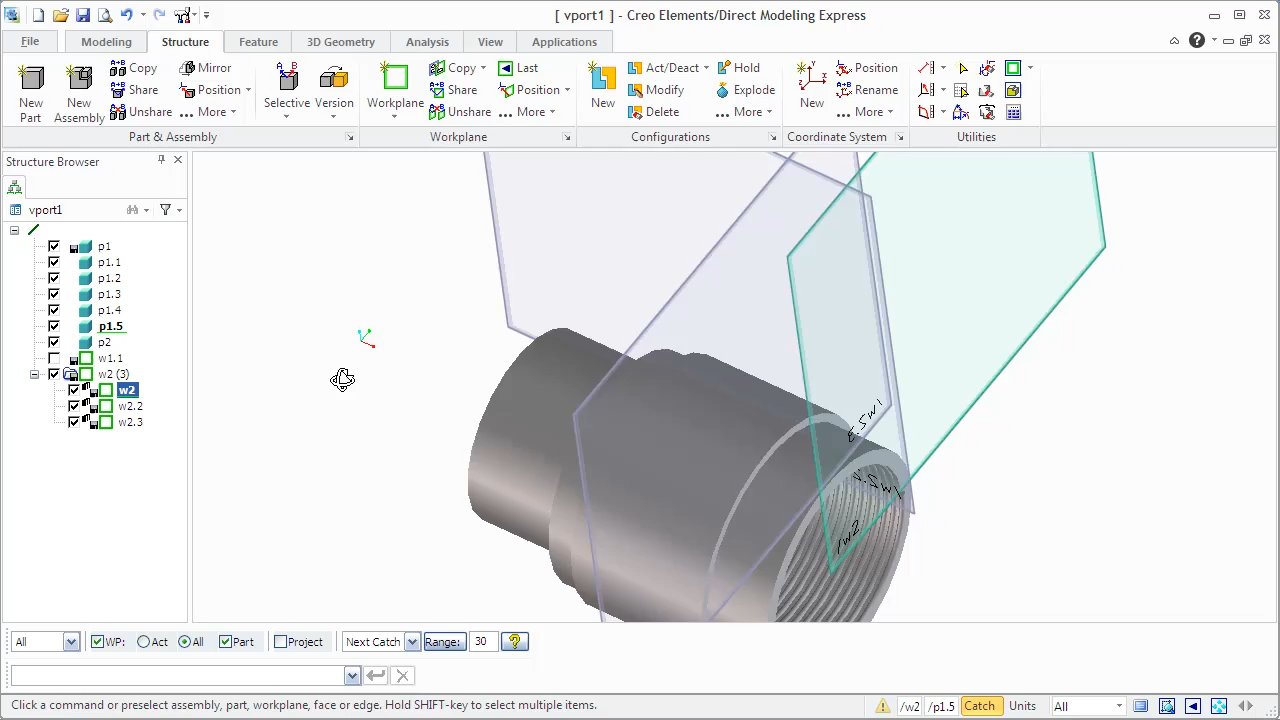 [ vport1 ] - Creo Elements/Direct Modeling Express
File Modeling Structure Feature 3D Geometry Analysis View Applications
New Part
New Assembly
Copy
Share
Unshare
Mirror
Position
... More
Selective
Version
Part & Assembly
Workplane
Copy
Share
Unshare
Last
Position
... More
Workplane
New
Act/Deact
Modify
Delete
Hold
Explode
... More
Configurations
New
Position
Rename
... More
Coordinate System
Utilities
Structure Browser
vport1
p1
p1.1
p1.2
p1.3
p1.4
p1.5
p2
w1.1
w2 (3)
w2
w2.2
w2.3
/w2
All WP: Act All Part Project Next Catch Range: 30
Click a command or preselect assembly, part, workplane, face or edge. Hold SHIFT-key to select multiple items.
/w2 /p1.5 Catch Units All